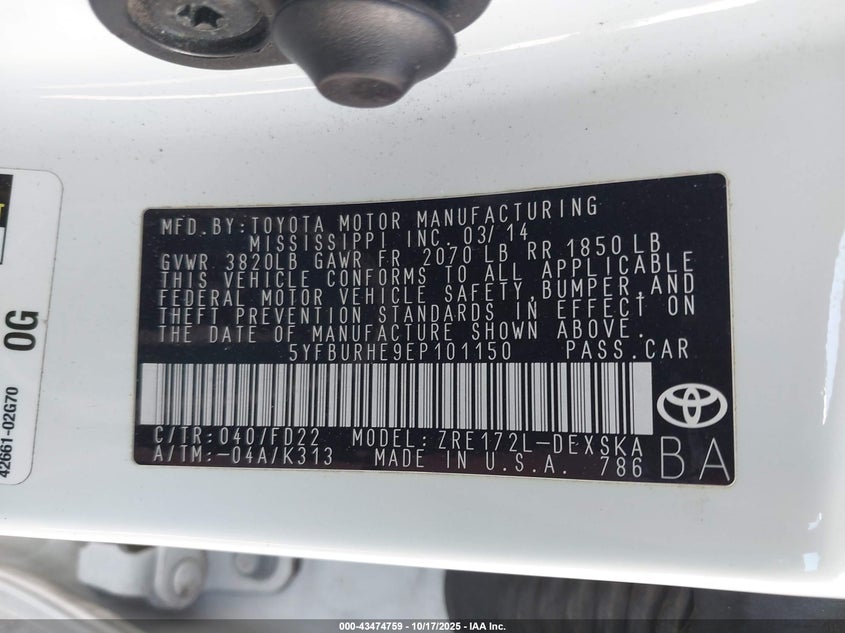 MFD.BY:TOYOTA MOTOR MANUFACTURING
MISSISSIPPI INC. 03/14
GVWR 3820LB GAWR FR 2070 LB RR 1850LB
THIS VEHICLE CONFORMS TO ALL APPLICABLE
FEDERAL MOTOR VEHICLE SAFETY, BUMPER, AND
THEFT PREVENTION STANDARDS IN EFFECT ON
THE DATE OF MANUFACTURE SHOWN ABOVE.
5YFBURHE9EP101150 PASS.CAR
C/TR: 040/FD22 MODEL: ZRE172L-DEXSKA
A/TM:-04A/K313 MADE IN U.S.A. 786
BA
42661-02G70
0G
000-43474759 | 10/17/2025 | IAA Inc.